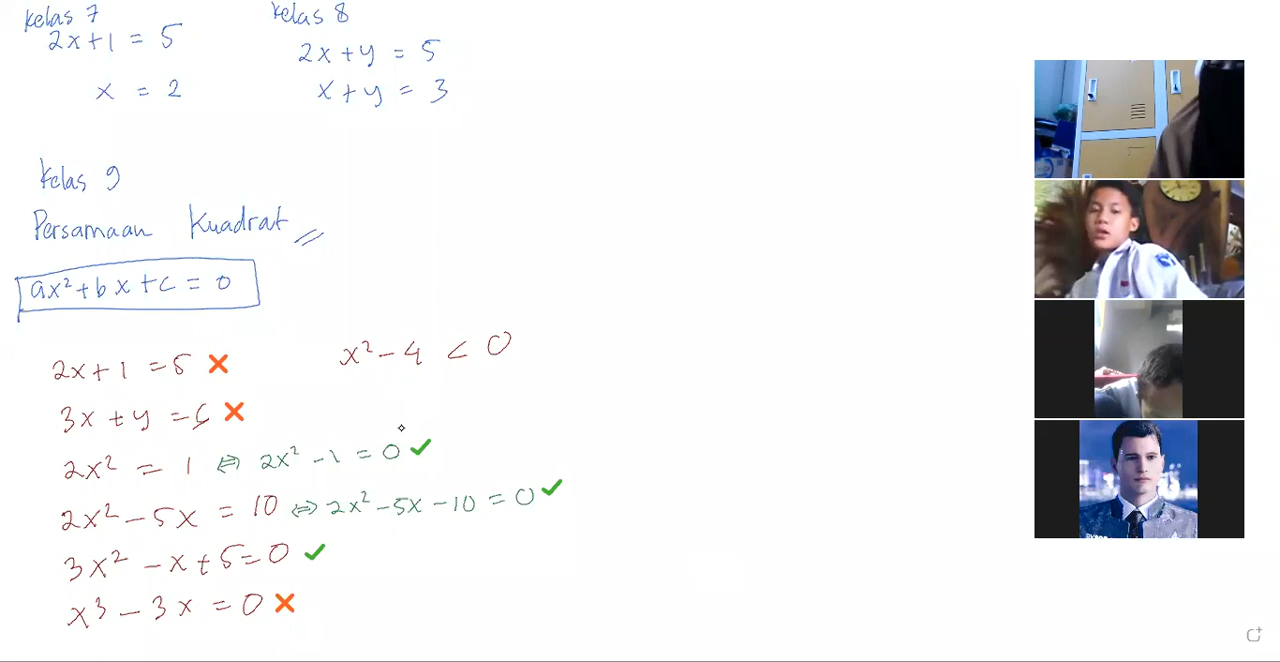 Kelas 7
2x+1 = 5
x = 2
Kelas 8
2x+y = 5
x+y = 3
Kelas 9
Persamaan Kuadrat
ax²+bx+c = 0
2x+1 = 5 ✗
3x+y = 5 ✗
2x² = 1 ⇔ 2x²-1 = 0 ✓
2x²-5x = 10 ⇔ 2x²-5x-10 = 0 ✓
3x²-x+5=0 ✓
x³-3x = 0 ✗
x²-4 < 0